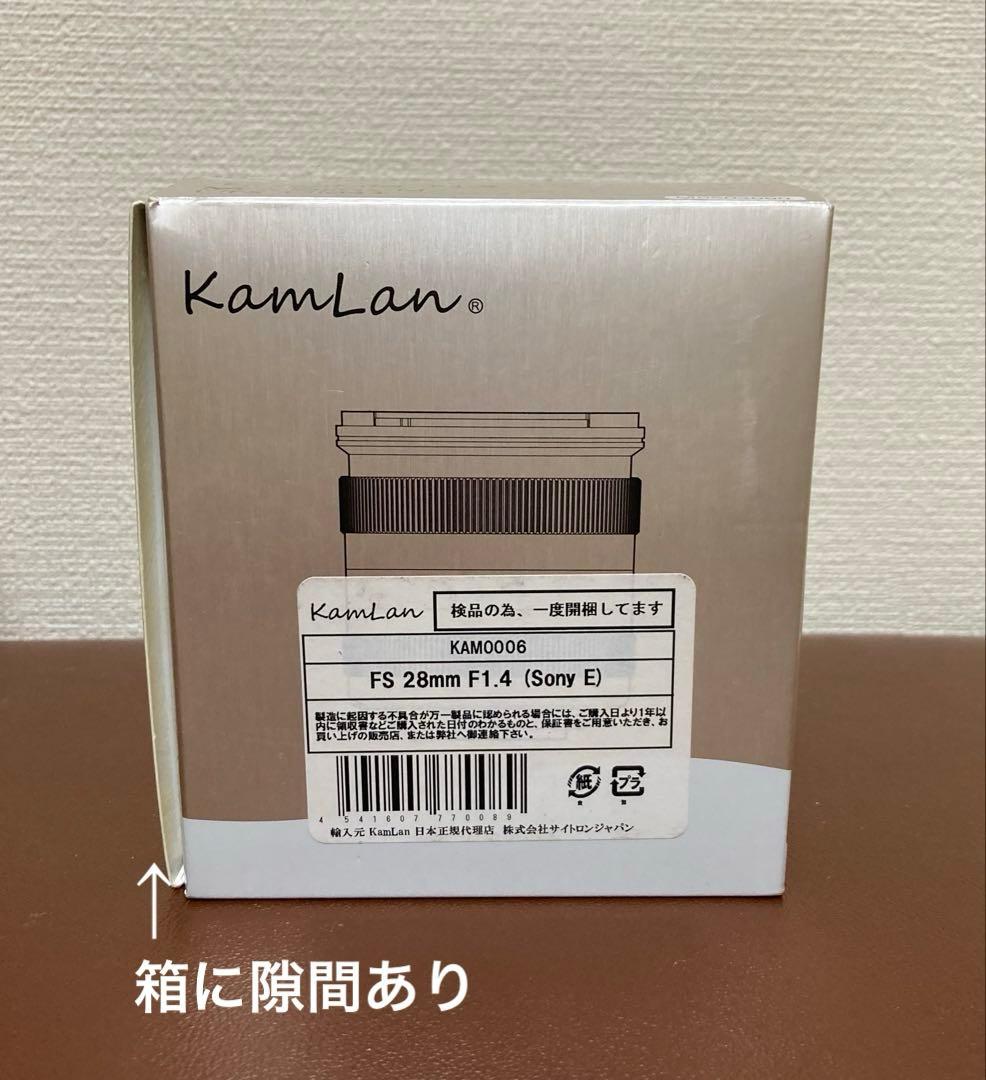 KamLan®
KamLan 検品の為、一度開梱してます
KAM0006
FS 28mm F1.4 (Sony E)
製造に起因する不具合が万一製品に認められる場合には、ご購入日より1年以
内に領収書などご購入された日付のわかるものと、保証書をご用意いただき、お
買い上げの販売店、または弊社へ御連絡下さい。
紙
プラ
4 541607 770089
輸入元 KamLan 日本正規代理店 株式会社サイトロンジャパン
↑
箱に隙間あり